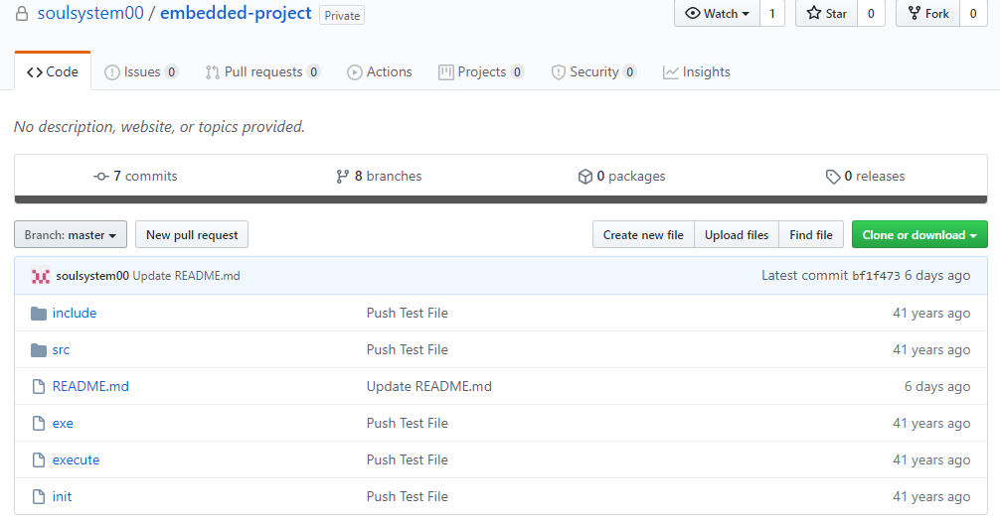 soulsystem00 / embedded-project Private Watch 1 Star 0 Fork 0
Code Issues 0 Pull requests 0 Actions Projects 0 Security 0 Insights
No description, website, or topics provided.
7 commits 8 branches 0 packages 0 releases
Branch: master New pull request Create new file Upload files Find file Clone or download
soulsystem00 Update README.md Latest commit bf1f473 6 days ago
include Push Test File 41 years ago
src Push Test File 41 years ago
README.md Update README.md 6 days ago
exe Push Test File 41 years ago
execute Push Test File 41 years ago
init Push Test File 41 years ago